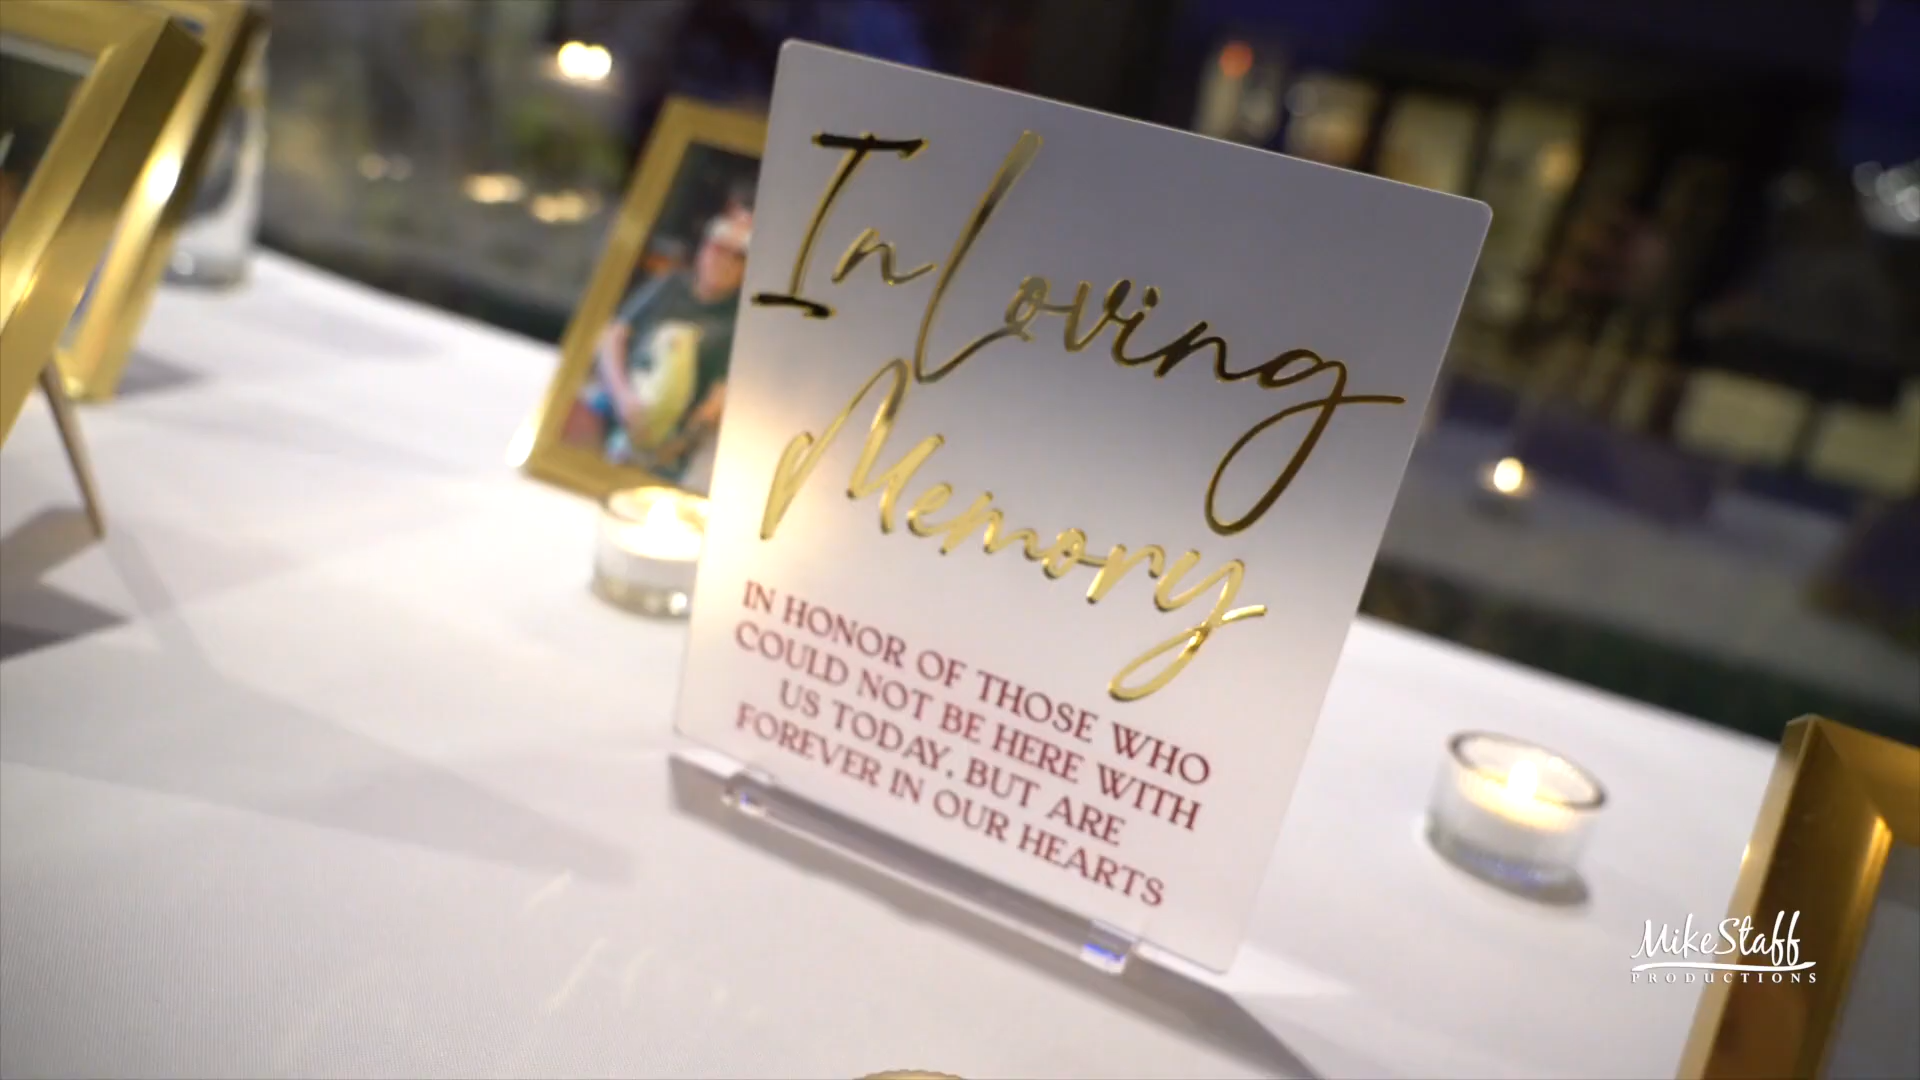 In Loving
Memory
IN HONOR OF THOSE WHO
COULD NOT BE HERE WITH
US TODAY. BUT ARE
FOREVER IN OUR HEARTS
MikeStaff
PRODUCTIONS